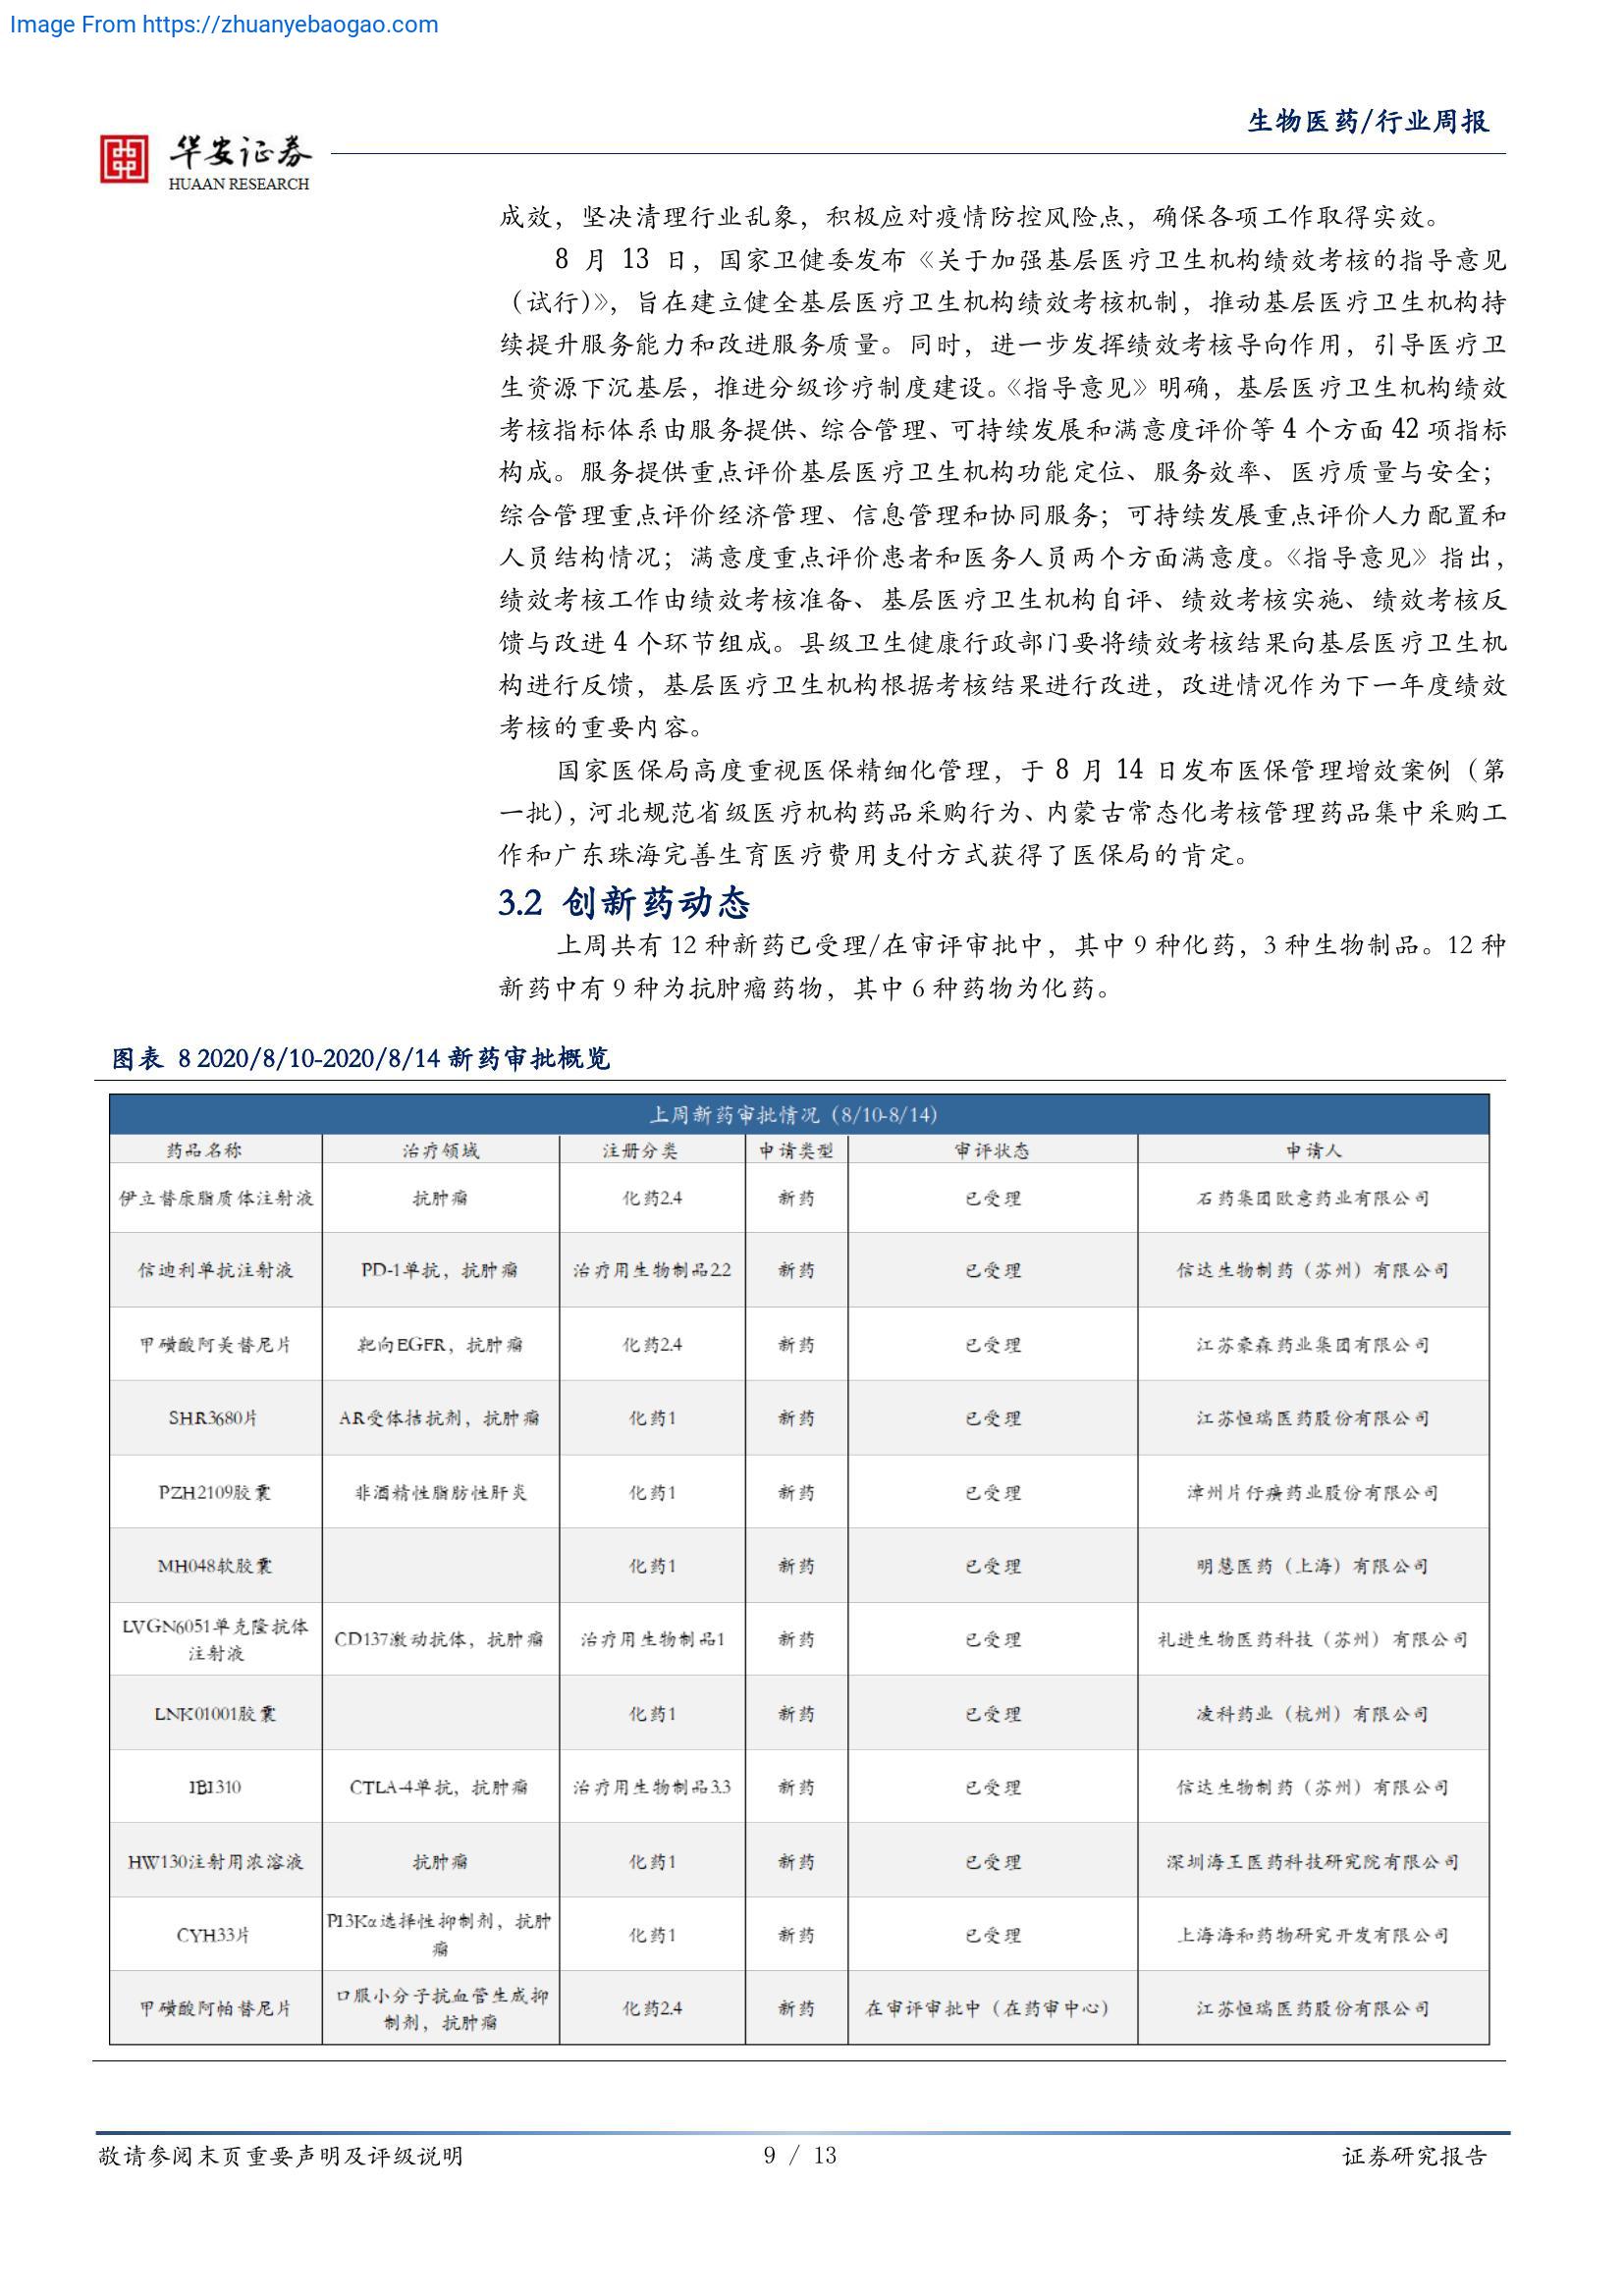 Image From https://zhuanyebaogao.com
生物医药/行业周报
华安证券
HUAAN RESEARCH
成效，坚决清理行业乱象，积极应对疫情防控风险点，确保各项工作取得实效。
8 月 13 日，国家卫健委发布《关于加强基层医疗卫生机构绩效考核的指导意见
（试行）》，旨在建立健全基层医疗卫生机构绩效考核机制，推动基层医疗卫生机构持
续提升服务能力和改进服务质量。同时，进一步发挥绩效考核导向作用，引导医疗卫
生资源下沉基层，推进分级诊疗制度建设。《指导意见》明确，基层医疗卫生机构绩效
考核指标体系由服务提供、综合管理、可持续发展和满意度评价等 4 个方面 42 项指标
构成。服务提供重点评价基层医疗卫生机构功能定位、服务效率、医疗质量与安全；
综合管理重点评价经济管理、信息管理和协同服务；可持续发展重点评价人力配置和
人员结构情况；满意度重点评价患者和医务人员两个方面满意度。《指导意见》指出，
绩效考核工作由绩效考核准备、基层医疗卫生机构自评、绩效考核实施、绩效考核反
馈与改进 4 个环节组成。县级卫生健康行政部门要将绩效考核结果向基层医疗卫生机
构进行反馈，基层医疗卫生机构根据考核结果进行改进，改进情况作为下一年度绩效
考核的重要内容。
国家医保局高度重视医保精细化管理，于 8 月 14 日发布医保管理增效案例（第
一批），河北规范省级医疗机构药品采购行为、内蒙古常态化考核管理药品集中采购工
作和广东珠海完善生育医疗费用支付方式获得了医保局的肯定。
3.2 创新药动态
上周共有 12 种新药已受理/在审评审批中，其中 9 种化药，3 种生物制品。12 种
新药中有 9 种为抗肿瘤药物，其中 6 种药物为化药。
图表 8 2020/8/10-2020/8/14 新药审批概览
上周新药审批情况（8/10-8/14）
药品名称 治疗领域 注册分类 申请类型 审评状态 申请人
伊立替康脂质体注射液 抗肿瘤 化药2.4 新药 已受理 石药集团欧意药业有限公司
信迪利单抗注射液 PD-1单抗，抗肿瘤 治疗用生物制品2.2 新药 已受理 信达生物制药（苏州）有限公司
甲磺酸阿美替尼片 靶向EGFR，抗肿瘤 化药2.4 新药 已受理 江苏豪森药业集团有限公司
SHR3680片 AR受体拮抗剂，抗肿瘤 化药1 新药 已受理 江苏恒瑞医药股份有限公司
PZH2109胶囊 非酒精性脂肪性肝炎 化药1 新药 已受理 漳州片仔癀药业股份有限公司
MH048软胶囊 化药1 新药 已受理 明慧医药（上海）有限公司
LVGN6051单克隆抗体
注射液 CD137激动抗体，抗肿瘤 治疗用生物制品1 新药 已受理 礼进生物医药科技（苏州）有限公司
LNK01001胶囊 化药1 新药 已受理 凌科药业（杭州）有限公司
IBI310 CTLA-4单抗，抗肿瘤 治疗用生物制品3.3 新药 已受理 信达生物制药（苏州）有限公司
HW130注射用浓溶液 抗肿瘤 化药1 新药 已受理 深圳海王医药科技研究院有限公司
CYH33片 PI3Kα选择性抑制剂，抗肿
瘤 化药1 新药 已受理 上海海和药物研究开发有限公司
甲磺酸阿帕替尼片 口服小分子抗血管生成抑
制剂，抗肿瘤 化药2.4 新药 在审评审批中（在药审中心） 江苏恒瑞医药股份有限公司
敬请参阅末页重要声明及评级说明 9 / 13 证券研究报告